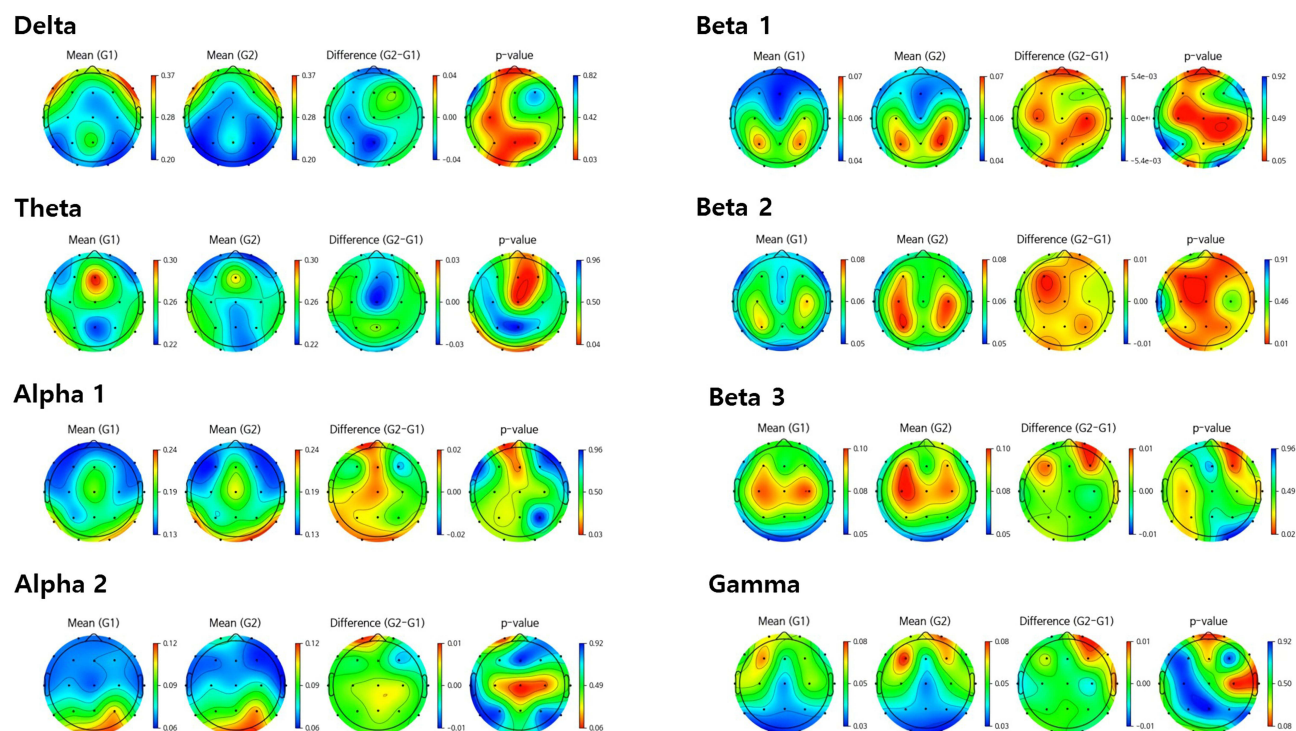 Delta
Mean (G1) Mean (G2) Difference (G2-G1) p-value
0.37 0.37 0.04 0.82
0.28 0.28 0.00 0.42
0.20 0.20 -0.04 0.03
Theta
Mean (G1) Mean (G2) Difference (G2-G1) p-value
0.30 0.30 0.03 0.96
0.26 0.26 0.00 0.50
0.22 0.22 -0.03 0.04
Alpha 1
Mean (G1) Mean (G2) Difference (G2-G1) p-value
0.24 0.24 0.02 0.96
0.19 0.19 0.00 0.50
0.13 0.13 -0.02 0.03
Alpha 2
Mean (G1) Mean (G2) Difference (G2-G1) p-value
0.12 0.12 0.01 0.92
0.09 0.09 0.00 0.49
0.06 0.06 -0.01 0.06
Beta 1
Mean (G1) Mean (G2) Difference (G2-G1) p-value
0.07 0.07 5.4e-03 0.92
0.06 0.06 0.0e+ 0.49
0.04 0.04 -5.4e-03 0.05
Beta 2
Mean (G1) Mean (G2) Difference (G2-G1) p-value
0.08 0.08 0.01 0.91
0.06 0.06 0.00 0.46
0.05 0.05 -0.01 0.01
Beta 3
Mean (G1) Mean (G2) Difference (G2-G1) p-value
0.10 0.10 0.01 0.96
0.08 0.08 0.00 0.49
0.05 0.05 -0.01 0.02
Gamma
Mean (G1) Mean (G2) Difference (G2-G1) p-value
0.08 0.08 0.01 0.92
0.05 0.05 0.00 0.50
0.03 0.03 -0.01 0.08